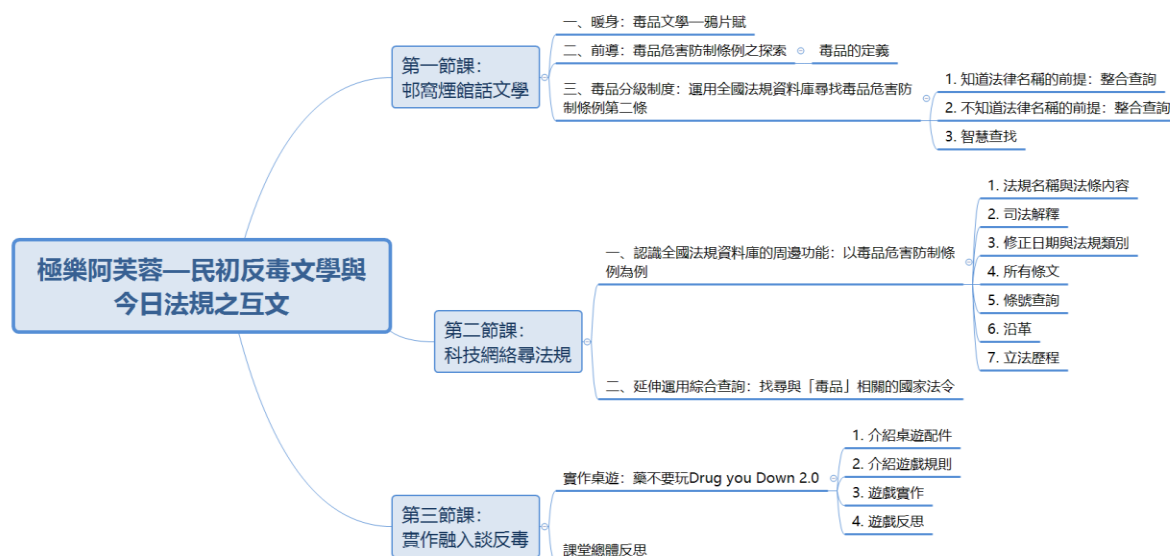 極樂阿芙蓉—民初反毒文學與
今日法規之互文
第一節課：
邨窩煙館話文學
一、暖身：毒品文學—鴉片賦
二、前導：毒品危害防制條例之探索
毒品的定義
三、毒品分級制度：運用全國法規資料庫尋找毒品危害防
制條例第二條
1. 知道法律名稱的前提：整合查詢
2. 不知道法律名稱的前提：整合查詢
3. 智慧查找
第二節課：
科技網絡尋法規
一、認識全國法規資料庫的周邊功能：以毒品危害防制條
例為例
1. 法規名稱與法條內容
2. 司法解釋
3. 修正日期與法規類別
4. 所有條文
5. 條號查詢
6. 沿革
7. 立法歷程
二、延伸運用綜合查詢：找尋與「毒品」相關的國家法令
第三節課：
實作融入談反毒
實作桌遊：藥不要玩Drug you Down 2.0
1. 介紹桌遊配件
2. 介紹遊戲規則
3. 遊戲實作
4. 遊戲反思
課堂總體反思